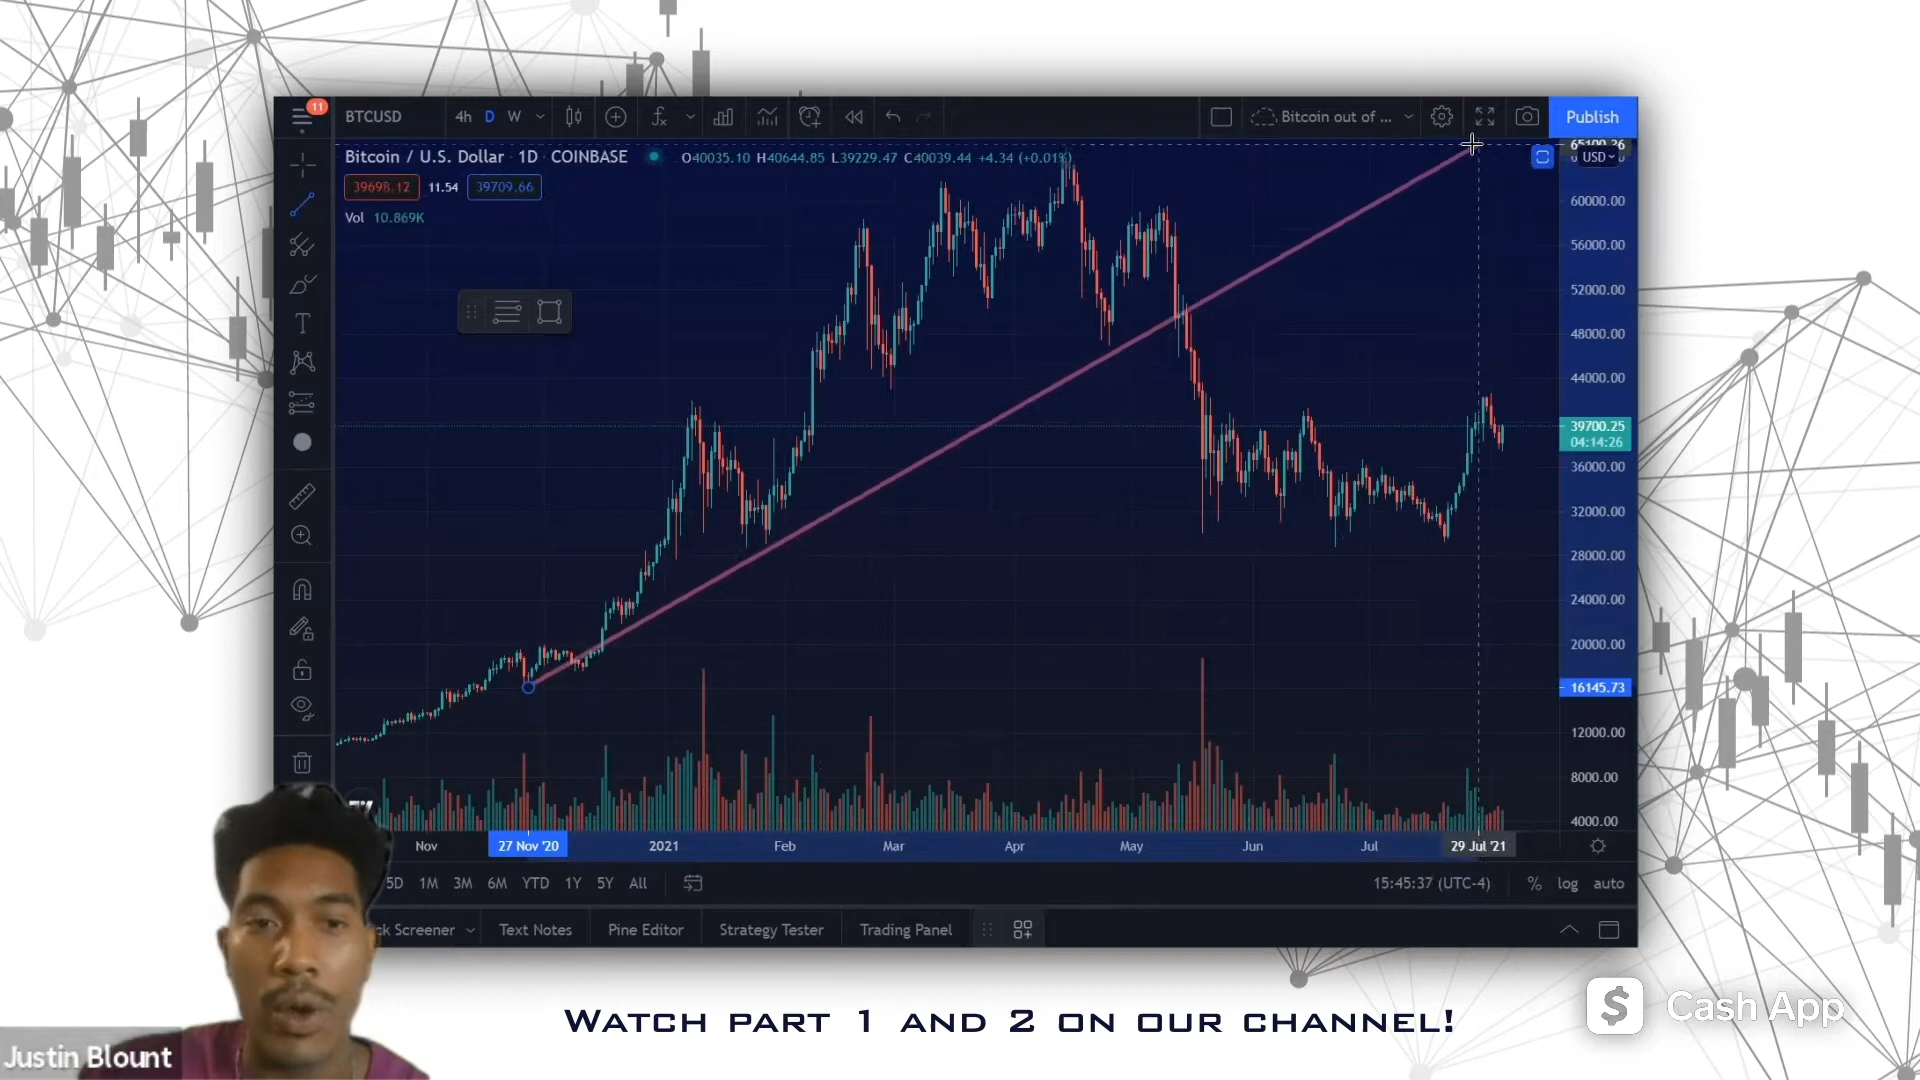 11
BTCUSD
4h D W
Bitcoin out of ...
Publish
Bitcoin / U.S. Dollar · 1D · COINBASE
O40035.10 H40644.85 L39229.47 C40039.44 +4.34 (+0.01%)
39698.12 11.54 39709.66
Vol 10.869K
65100.26
USD
60000.00
56000.00
52000.00
48000.00
44000.00
39700.25
04:14:26
36000.00
32000.00
28000.00
24000.00
20000.00
16145.73
12000.00
8000.00
4000.00
Nov 27 Nov '20 2021 Feb Mar Apr May Jun Jul 29 Jul '21
5D 1M 3M 6M YTD 1Y 5Y All
15:45:37 (UTC-4) % log auto
ck Screener Text Notes Pine Editor Strategy Tester Trading Panel
Watch part 1 and 2 on our channel!
$ Cash App
Justin Blount